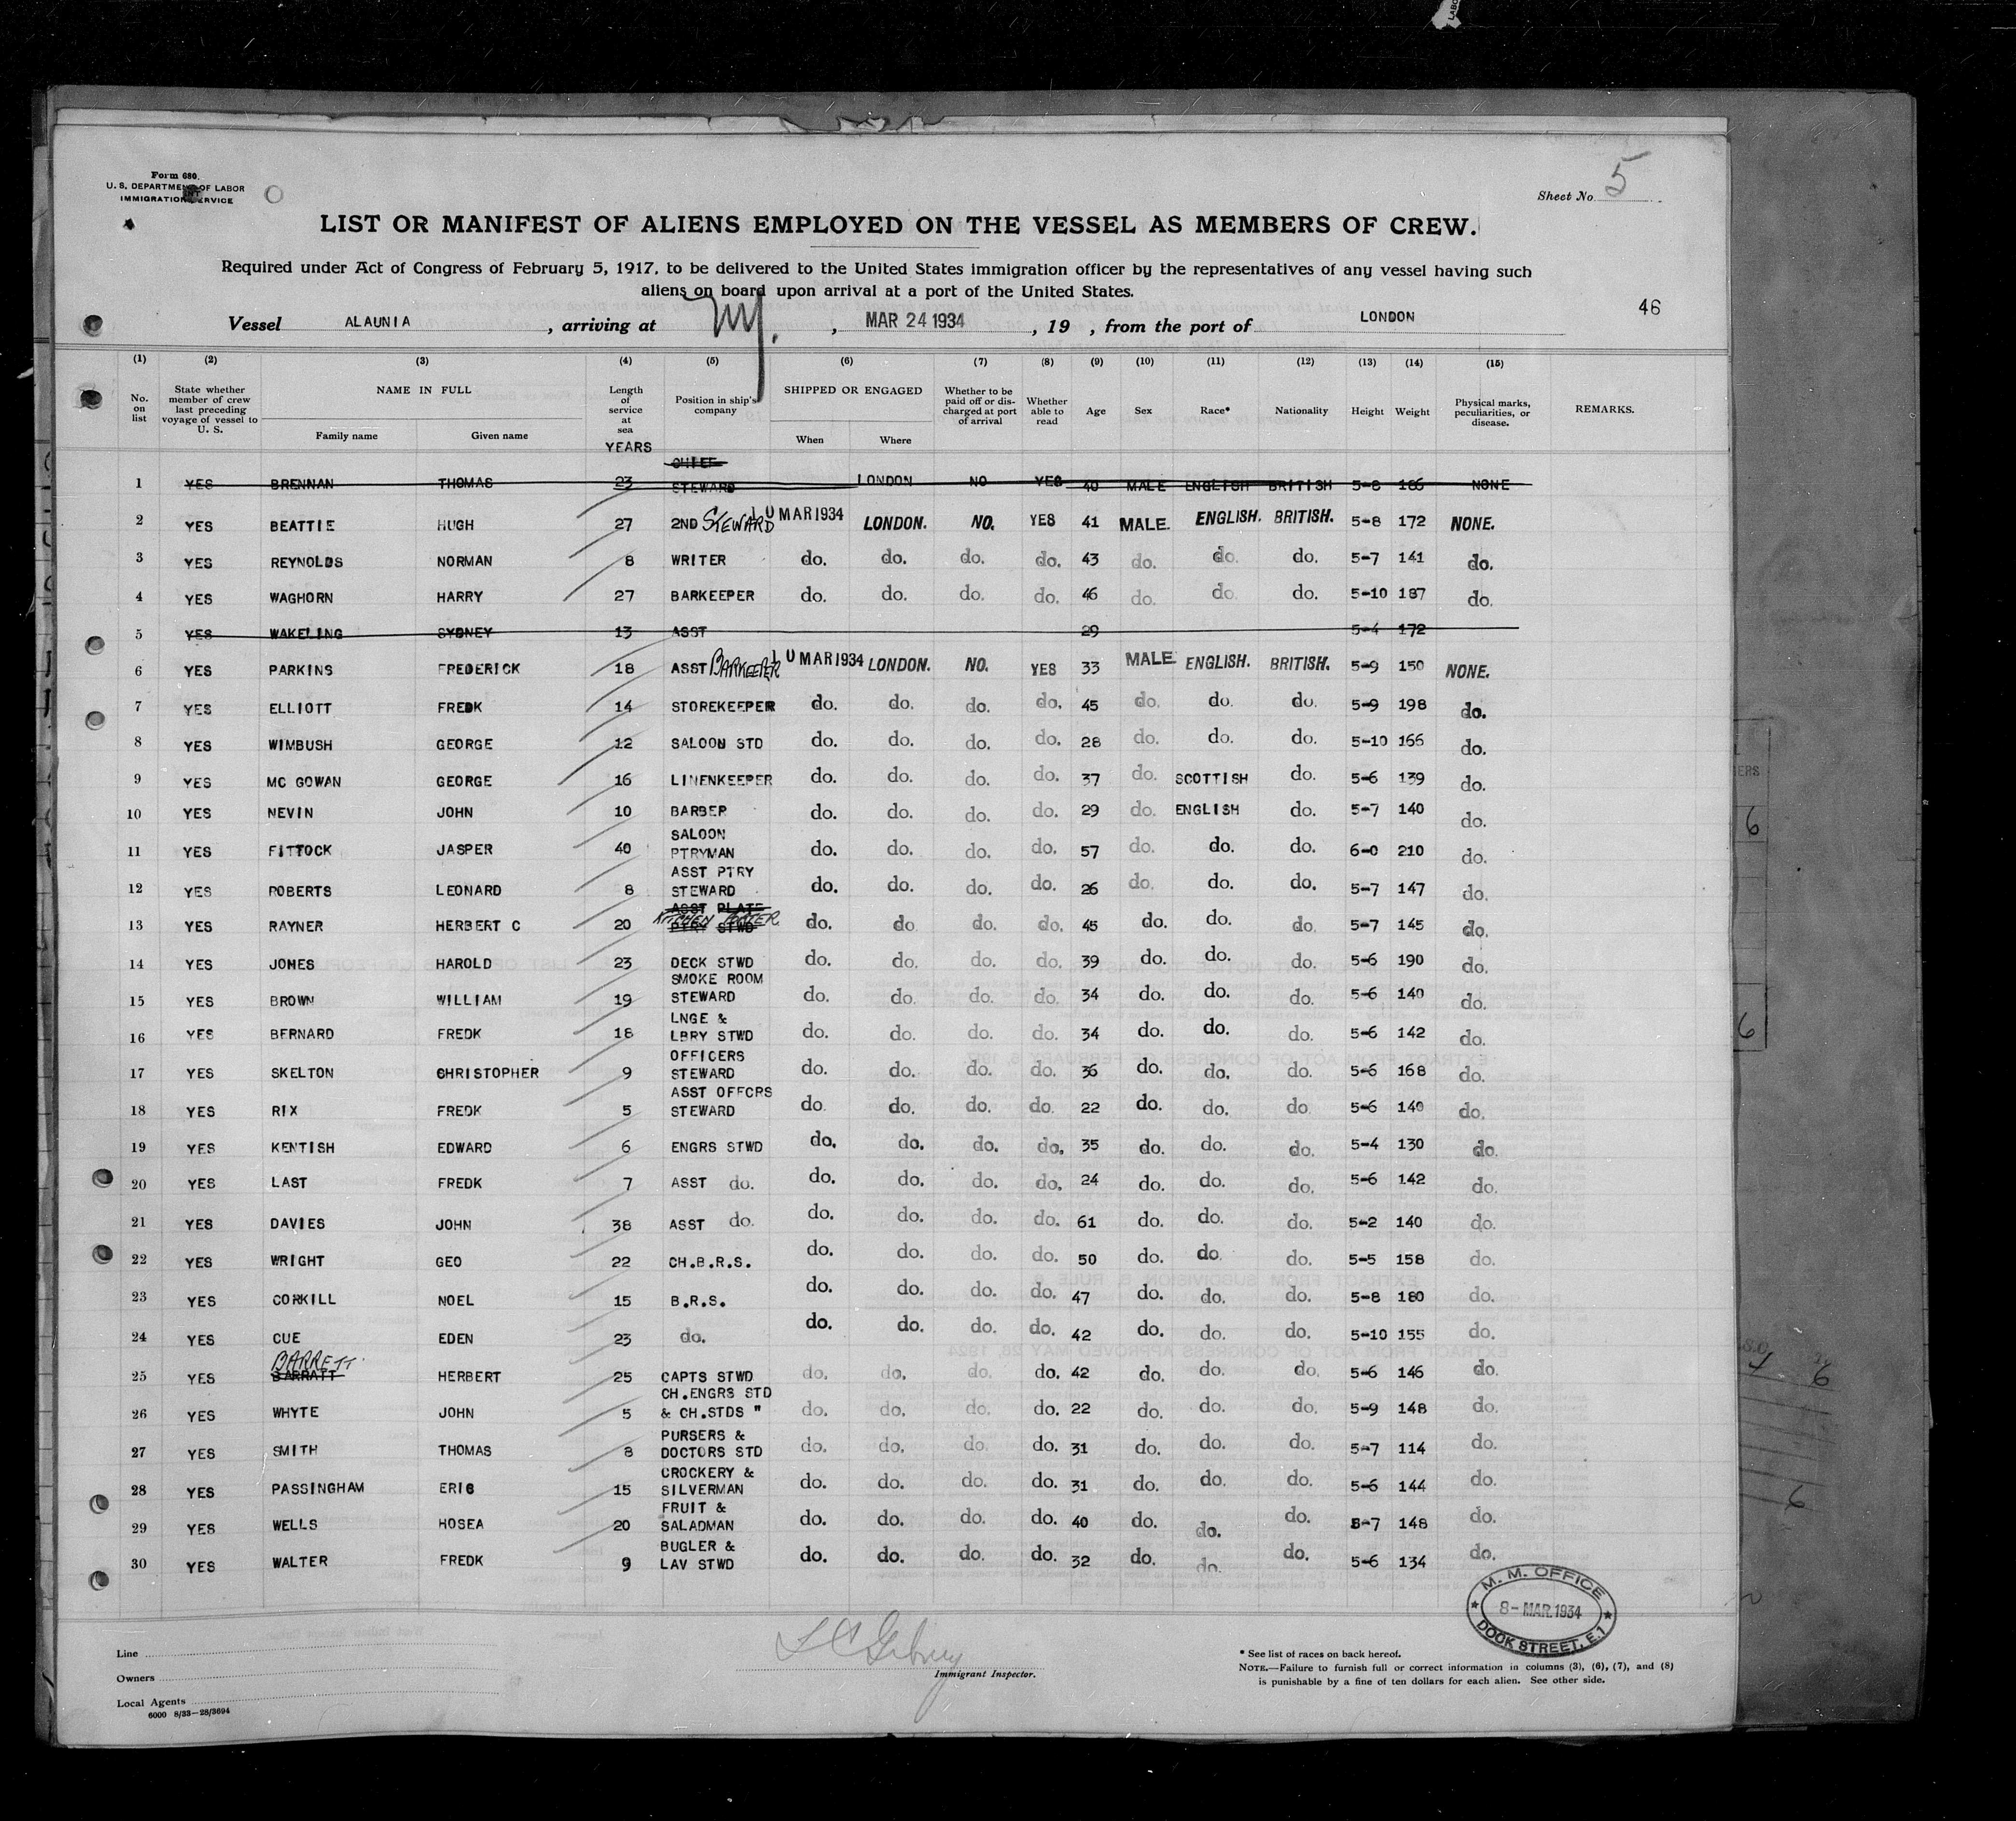 Form 680.
U. S. DEPARTMENT OF LABOR
IMMIGRATION SERVICE
Sheet No. 5
LIST OR MANIFEST OF ALIENS EMPLOYED ON THE VESSEL AS MEMBERS OF CREW.
Required under Act of Congress of February 5, 1917, to be delivered to the United States immigration officer by the representatives of any vessel having such
aliens on board upon arrival at a port of the United States.
46
Vessel ALAUNIA, arriving at N.Y., MAR 24 1934, 19 , from the port of LONDON
(1) (2) (3) (4) (5) (6) (7) (8) (9) (10) (11) (12) (13) (14) (15)
No. on list State whether member of crew last preceding voyage of vessel to U. S. NAME IN FULL Family name Given name Length of service at sea YEARS Position in ship's company SHIPPED OR ENGAGED When Where Whether to be paid off or discharged at port of arrival Whether able to read Age Sex Race* Nationality Height Weight Physical marks, peculiarities, or disease. REMARKS.
1 YES BRENNAN THOMAS 23 CHIEF STEWARD LONDON NO YES 40 MALE ENGLISH BRITISH 5-8 186 NONE
2 YES BEATTIE HUGH 27 2ND STEWARD MAR 1934 LONDON. NO. YES 41 MALE. ENGLISH. BRITISH. 5-8 172 NONE.
3 YES REYNOLDS NORMAN 8 WRITER do. do. do. do. 43 do. do. do. 5-7 141 do.
4 YES WAGHORN HARRY 27 BARKEEPER do. do. do. do. 46 do. do. do. 5-10 187 do.
5 YES WAKELING SYDNEY 13 ASST 29 5-4 172
6 YES PARKINS FREDERICK 18 ASST BARKEEPER MAR 1934 LONDON. NO. YES 33 MALE ENGLISH. BRITISH. 5-9 150 NONE.
7 YES ELLIOTT FREDK 14 STOREKEEPER do. do. do. do. 45 do. do. do. 5-9 198 do.
8 YES WIMBUSH GEORGE 12 SALOON STD do. do. do. do. 28 do. do. do. 5-10 166 do.
9 YES MC GOWAN GEORGE 16 LINENKEEPER do. do. do. do. 37 do. SCOTTISH do. 5-6 139 do.
10 YES NEVIN JOHN 10 BARBER do. do. do. do. 29 do. ENGLISH do. 5-7 140 do.
11 YES FITTOCK JASPER 40 SALOON PTRYMAN do. do. do. do. 57 do. do. do. 6-0 210 do.
12 YES ROBERTS LEONARD 8 ASST PTRY STEWARD do. do. do. do. 26 do. do. do. 5-7 147 do.
13 YES RAYNER HERBERT C 20 ASST PLATE PTRY STWD KITCHEN PORTER do. do. do. do. 45 do. do. do. 5-7 145 do.
14 YES JONES HAROLD 23 DECK STWD do. do. do. do. 39 do. do. do. 5-6 190 do.
15 YES BROWN WILLIAM 19 SMOKE ROOM STEWARD do. do. do. do. 34 do. do. do. 5-6 140 do.
16 YES BERNARD FREDK 18 LNGE & LBRY STWD do. do. do. do. 34 do. do. do. 5-6 142 do.
17 YES SKELTON CHRISTOPHER 9 OFFICERS STEWARD do. do. do. do. 36 do. do. do. 5-6 168 do.
18 YES RIX FREDK 5 ASST OFFCRS STEWARD do. do. do. do. 22 do. do. do. 5-6 140 do.
19 YES KENTISH EDWARD 6 ENGRS STWD do. do. do. do. 35 do. do. do. 5-4 130 do.
20 YES LAST FREDK 7 ASST do. do. do. do. do. 24 do. do. do. 5-6 142 do.
21 YES DAVIES JOHN 38 ASST do. do. do. do. do. 61 do. do. do. 5-2 140 do.
22 YES WRIGHT GEO 22 CH.B.R.S. do. do. do. do. 50 do. do. do. 5-5 158 do.
23 YES CORKILL NOEL 15 B.R.S. do. do. do. do. 47 do. do. do. 5-8 180 do.
24 YES CUE EDEN 23 do. do. do. do. do. 42 do. do. do. 5-10 155 do.
25 YES BARRATT BARRETT HERBERT 25 CAPTS STWD do. do. do. do. 42 do. do. do. 5-6 146 do.
26 YES WHYTE JOHN 5 CH.ENGRS STD & CH.STDS " do. do. do. do. 22 do. do. do. 5-9 148 do.
27 YES SMITH THOMAS 8 PURSERS & DOCTORS STD do. do. do. do. 31 do. do. do. 5-7 114 do.
28 YES PASSINGHAM ERIC 15 CROCKERY & SILVERMAN do. do. do. do. 31 do. do. do. 5-6 144 do.
29 YES WELLS HOSEA 20 FRUIT & SALADMAN do. do. do. do. 40 do. do. do. 5-7 148 do.
30 YES WALTER FREDK 9 BUGLER & LAV STWD do. do. do. do. 32 do. do. do. 5-6 134 do.
M. M. OFFICE
8- MAR. 1934
DOCK STREET, E.1
Line
Owners
Local Agents
6000 8/33—28/3694
Immigrant Inspector.
* See list of races on back hereof.
NOTE.—Failure to furnish full or correct information in columns (3), (6), (7), and (8)
is punishable by a fine of ten dollars for each alien. See other side.